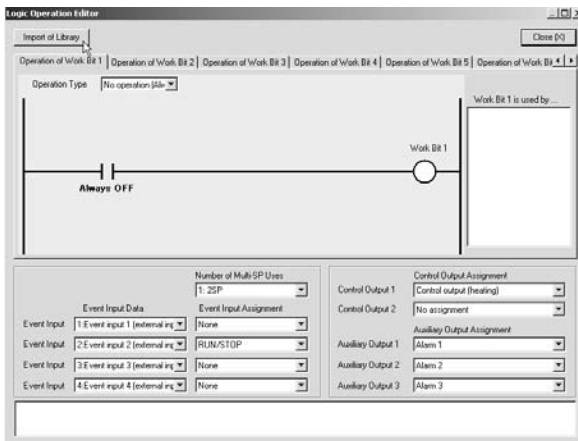 Logic Operation Editor
Import of Library
Close (X)
Operation of Work Bit 1 Operation of Work Bit 2 Operation of Work Bit 3 Operation of Work Bit 4 Operation of Work Bit 5 Operation of Work Bit
Operation Type No operation (Alw
Work Bit 1 is used by ...
Work Bit 1
Always OFF
Number of Multi-SP Uses
1: 2SP
Event Input Data Event Input Assignment
Event Input 1:Event input 1 (external inp None
Event Input 2:Event input 2 (external inp RUN/STOP
Event Input 3:Event input 3 (external inp None
Event Input 4:Event input 4 (external inp None
Control Output Assignment
Control Output 1 Control output (heating)
Control Output 2 No assignment
Auxiliary Output Assignment
Auxiliary Output 1 Alarm 1
Auxiliary Output 2 Alarm 2
Auxiliary Output 3 Alarm 3